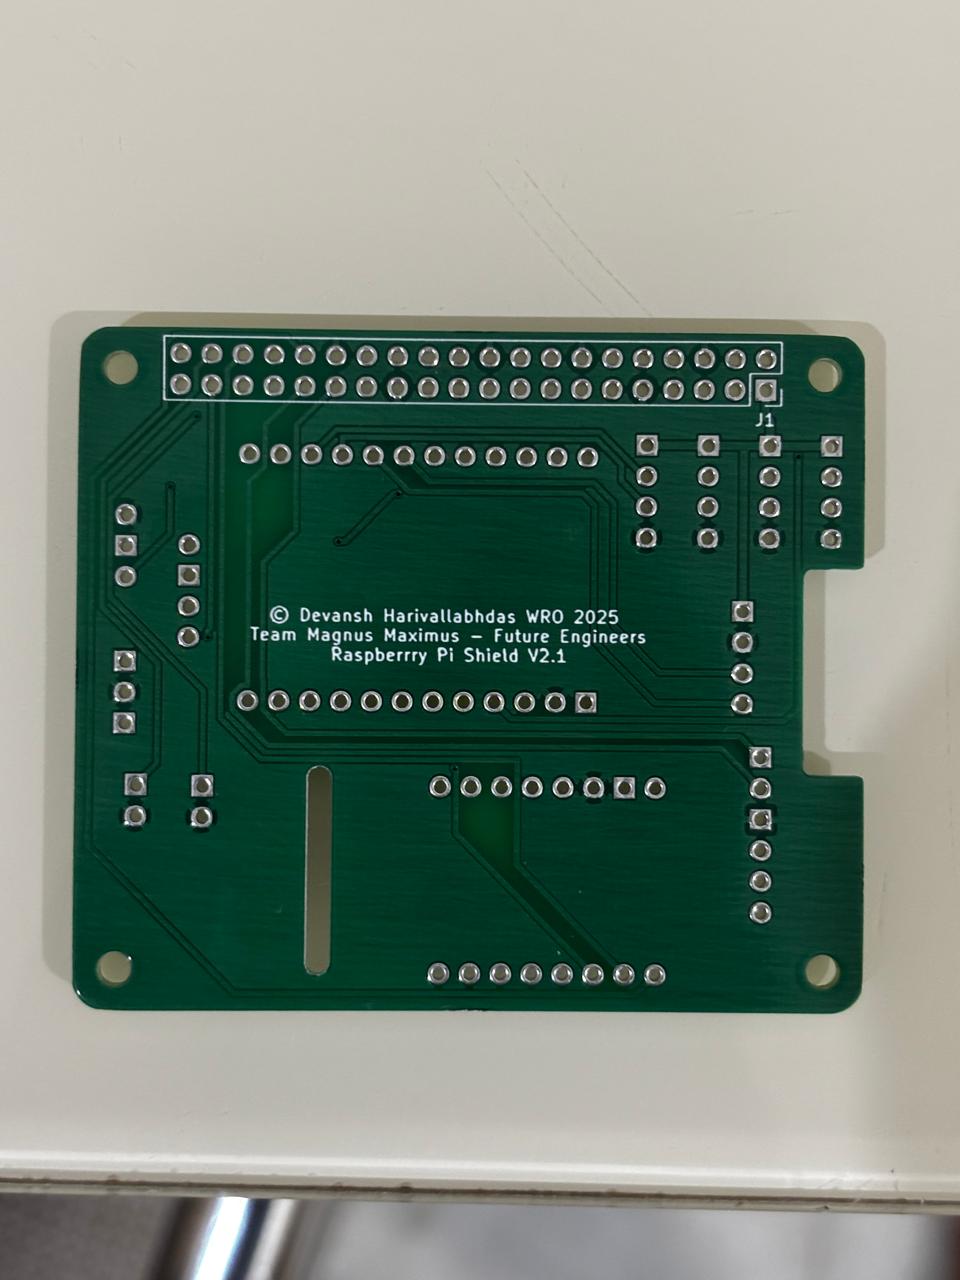 J1
© Devansh Harivallabhdas WRO 2025
Team Magnus Maximus – Future Engineers
Raspberrry Pi Shield V2.1